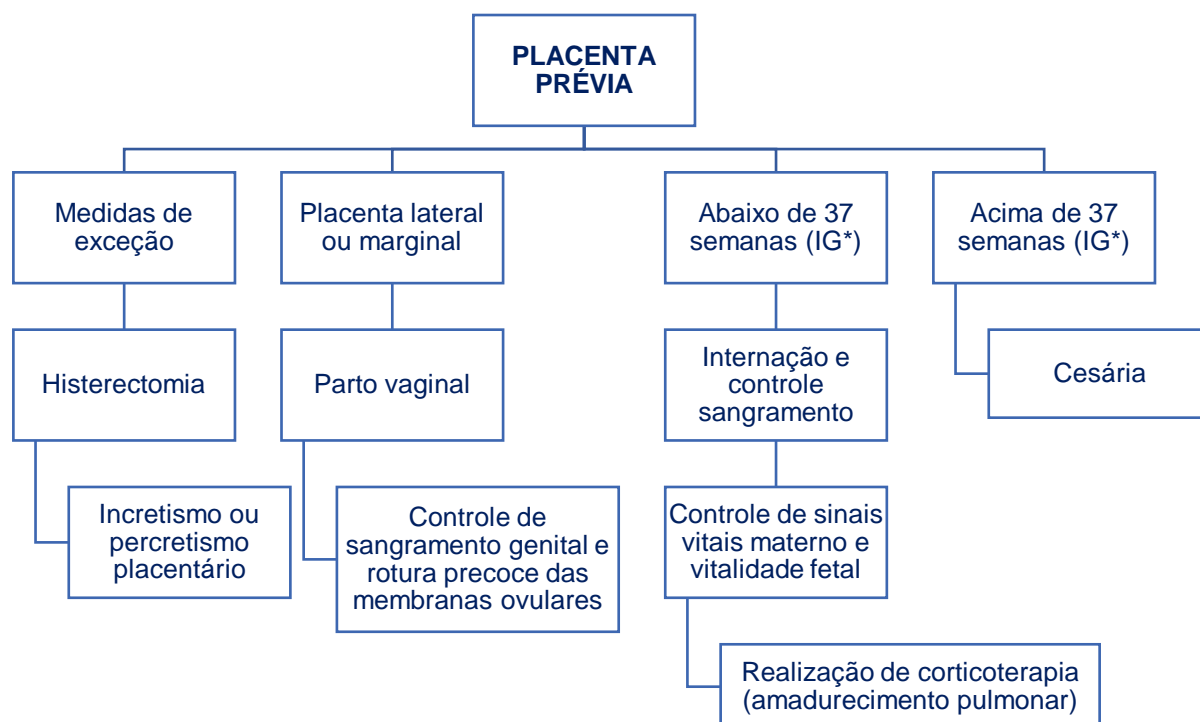 PLACENTA
PRÉVIA
Medidas de
exceção
Placenta lateral
ou marginal
Abaixo de 37
semanas (IG*)
Acima de 37
semanas (IG*)
Histerectomia
Parto vaginal
Internação e
controle
sangramento
Cesária
Incretismo ou
percretismo
placentário
Controle de
sangramento genital e
rotura precoce das
membranas ovulares
Controle de sinais
vitais materno e
vitalidade fetal
Realização de corticoterapia
(amadurecimento pulmonar)